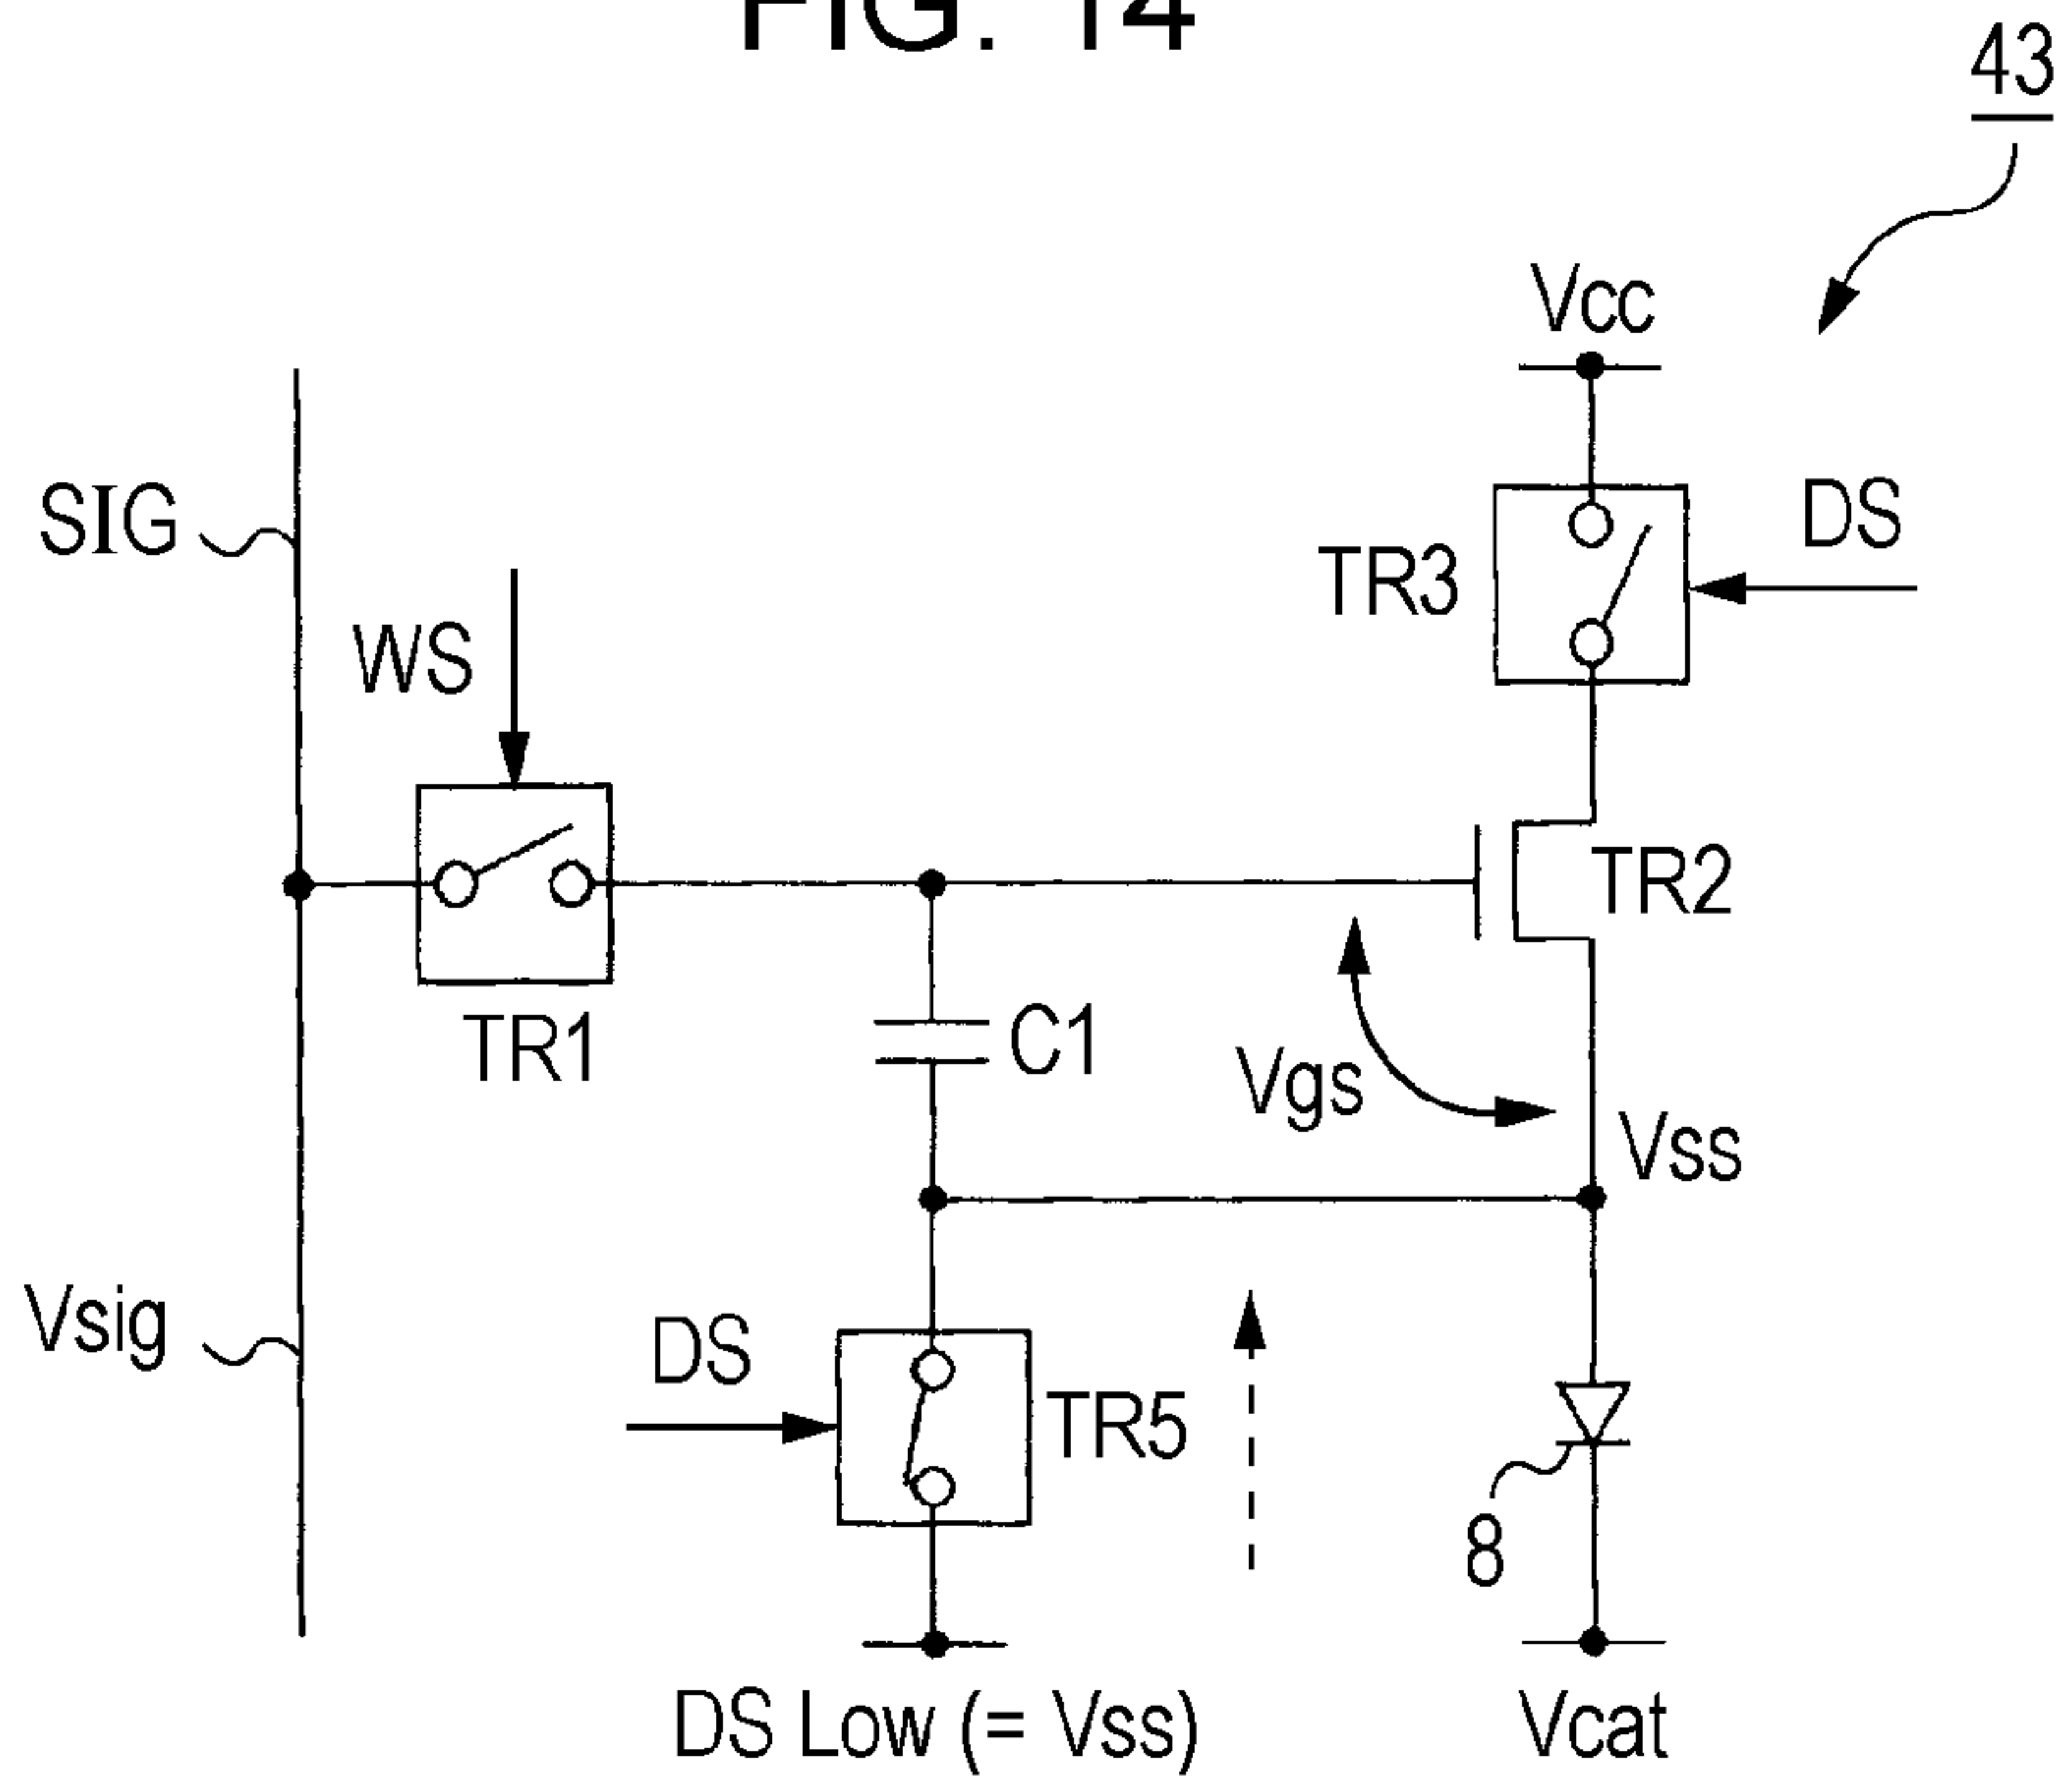 FIG. 14
43
Vcc
SIG
DS
TR3
WS
TR2
TR1
C1
Vgs
Vss
Vsig
DS
TR5
8
DS Low (= Vss)
Vcat